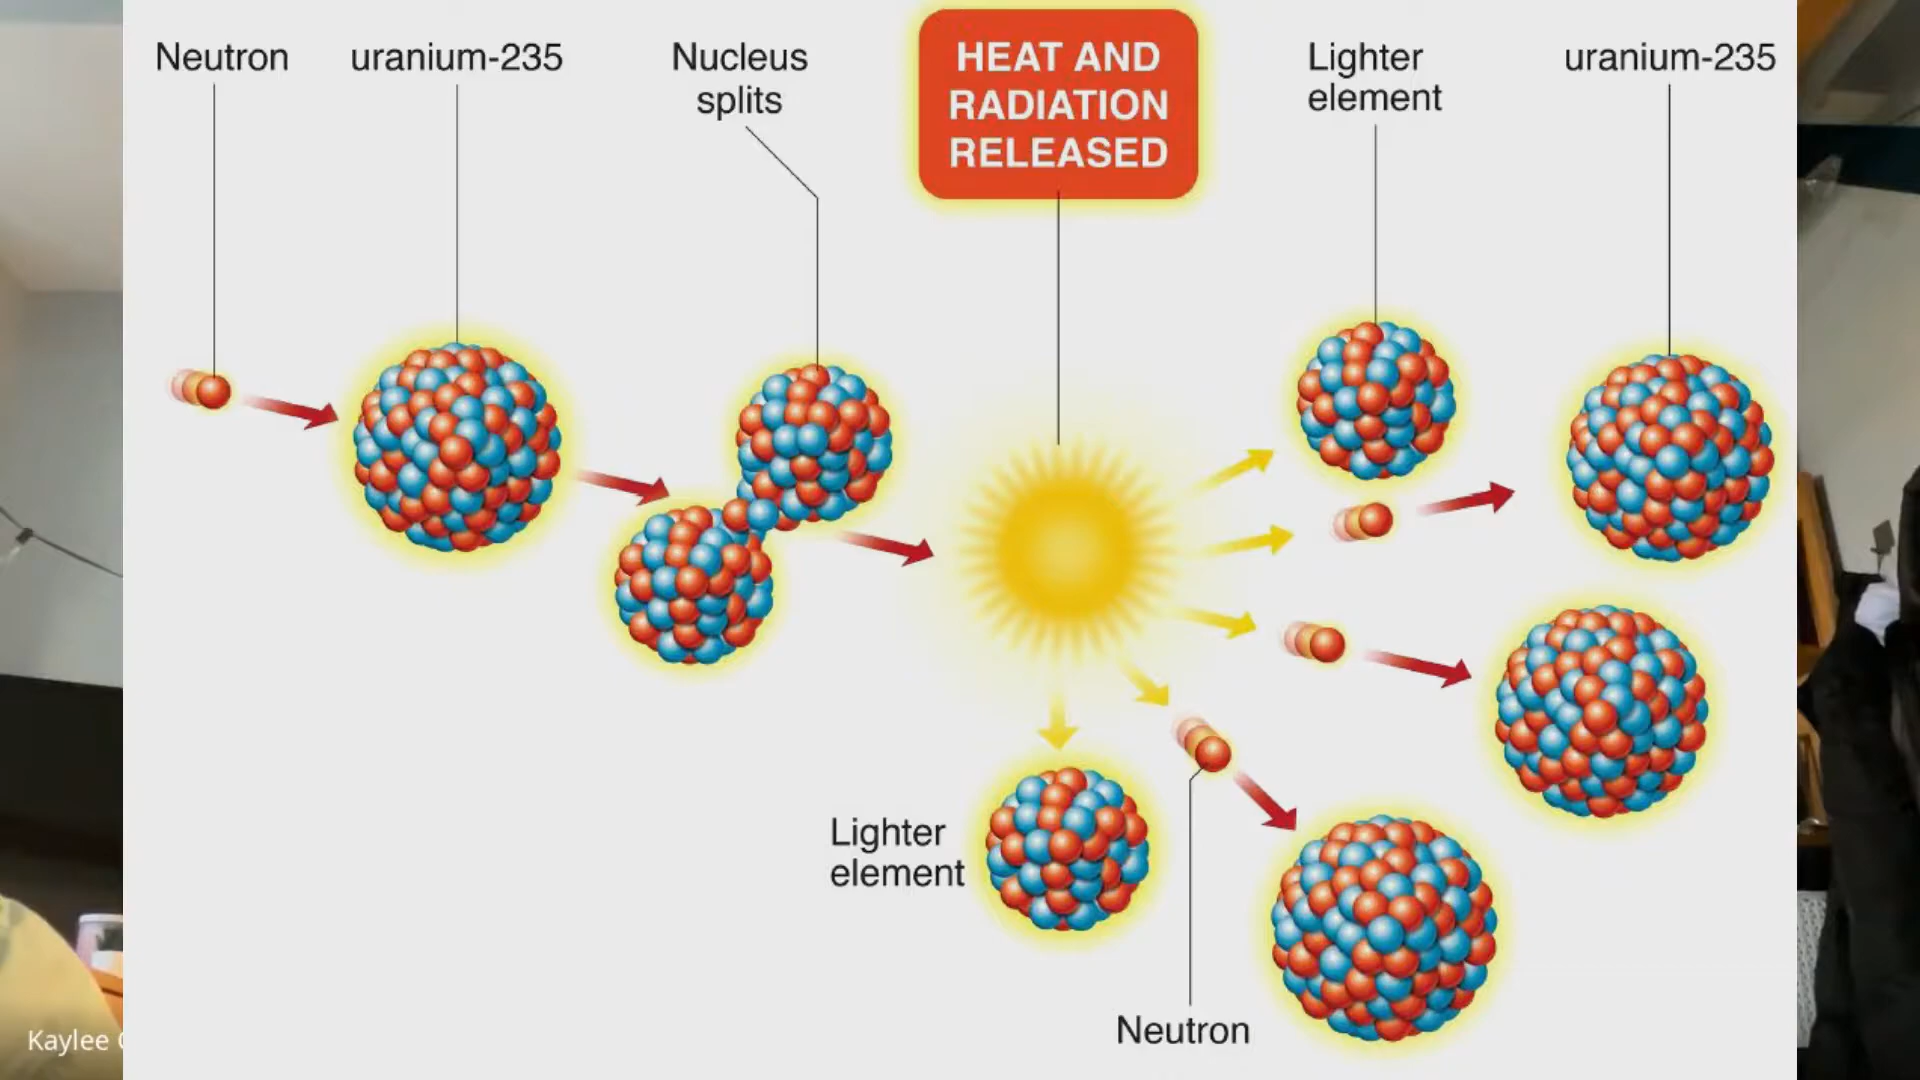 Neutron
uranium-235
Nucleus
splits
HEAT AND
RADIATION
RELEASED
Lighter
element
uranium-235
Lighter
element
Neutron
Kaylee